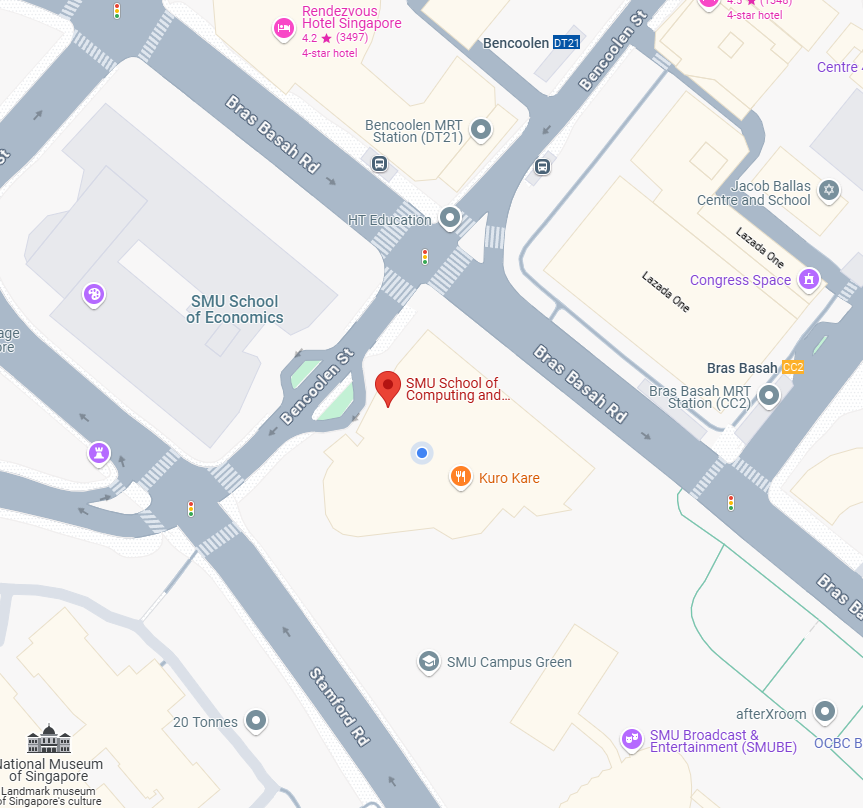 Rendezvous
Hotel Singapore
4.2 ★ (3497)
4-star hotel
4-star hotel
Bencoolen DT21
Bencoolen St
Centre
Bras Basah Rd
Bencoolen MRT
Station (DT21)
St
Jacob Ballas
Centre and School
HT Education
Lazada One
Congress Space
Lazada One
SMU School
of Economics
Bras Basah CC2
Bras Basah MRT
Station (CC2)
Bras Basah Rd
Bencoolen St
SMU School of
Computing and...
Kuro Kare
Bras Ba
SMU Campus Green
Stamford Rd
20 Tonnes
afterXroom
SMU Broadcast &
Entertainment (SMUBE)
OCBC B
National Museum
of Singapore
Landmark museum
of Singapore's culture